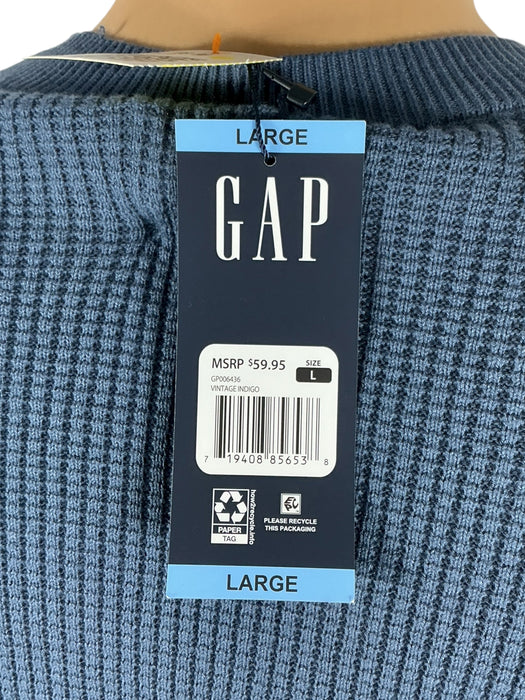 LARGE
GAP
MSRP $59.95
SIZE
L
GP006436
VINTAGE INDIGO
7 19408 85653 8
how2recycle.info
PAPER
TAG
PLEASE RECYCLE
THIS PACKAGING
LARGE